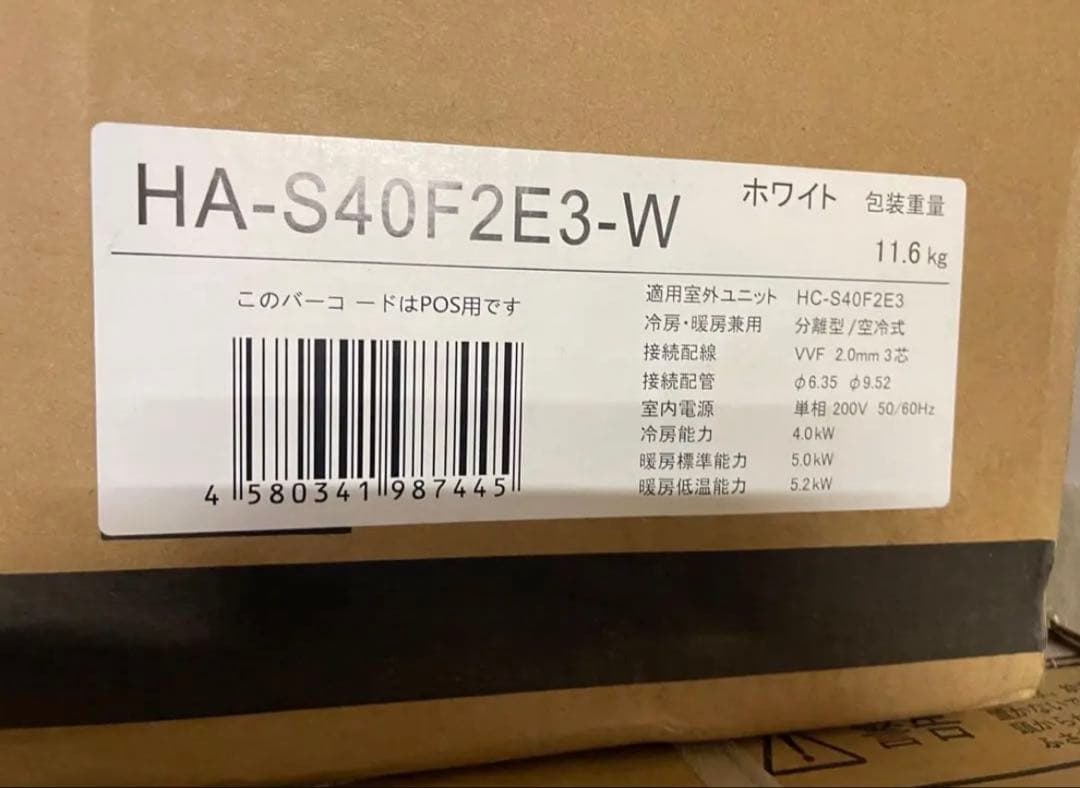 HA-S40F2E3-W
ホワイト 包装重量
11.6 kg
このバーコードはPOS用です
4 580341 987445
適用室外ユニット HC-S40F2E3
冷房・暖房兼用 分離型/空冷式
接続配線 VVF 2.0mm 3芯
接続配管 φ6.35 φ9.52
室内電源 単相 200V 50/60Hz
冷房能力 4.0kW
暖房標準能力 5.0kW
暖房低温能力 5.2kW